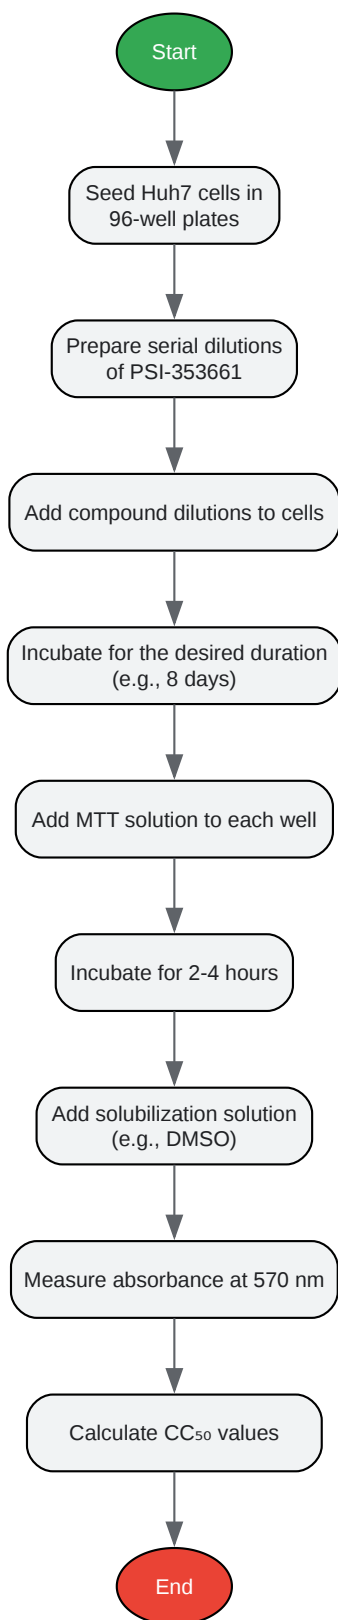 Start
Seed Huh7 cells in
96-well plates
Prepare serial dilutions
of PSI-353661
Add compound dilutions to cells
Incubate for the desired duration
(e.g., 8 days)
Add MTT solution to each well
Incubate for 2-4 hours
Add solubilization solution
(e.g., DMSO)
Measure absorbance at 570 nm
Calculate CC₅₀ values
End